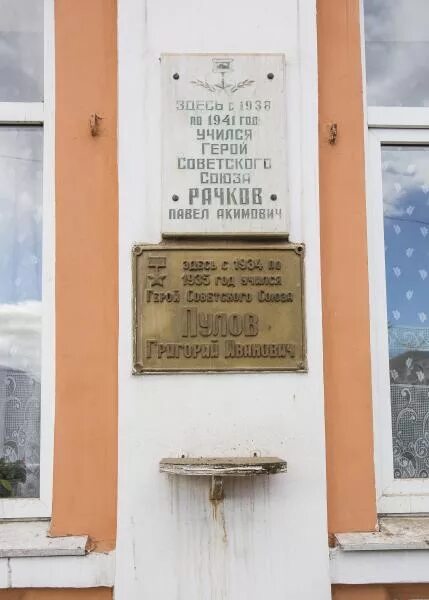 ЗДЕСЬ С 1938
ПО 1941 ГОД
УЧИЛСЯ
ГЕРОЙ
СОВЕТСКОГО
СОЮЗА
РАЧКОВ
ПАВЕЛ АКИМОВИЧ
ЗДЕСЬ С 1934 ПО
1935 ГОД УЧИЛСЯ
ГЕРОЙ СОВЕТСКОГО СОЮЗА
ПУЛОВ
ГРИГОРИЙ ИВАНОВИЧ